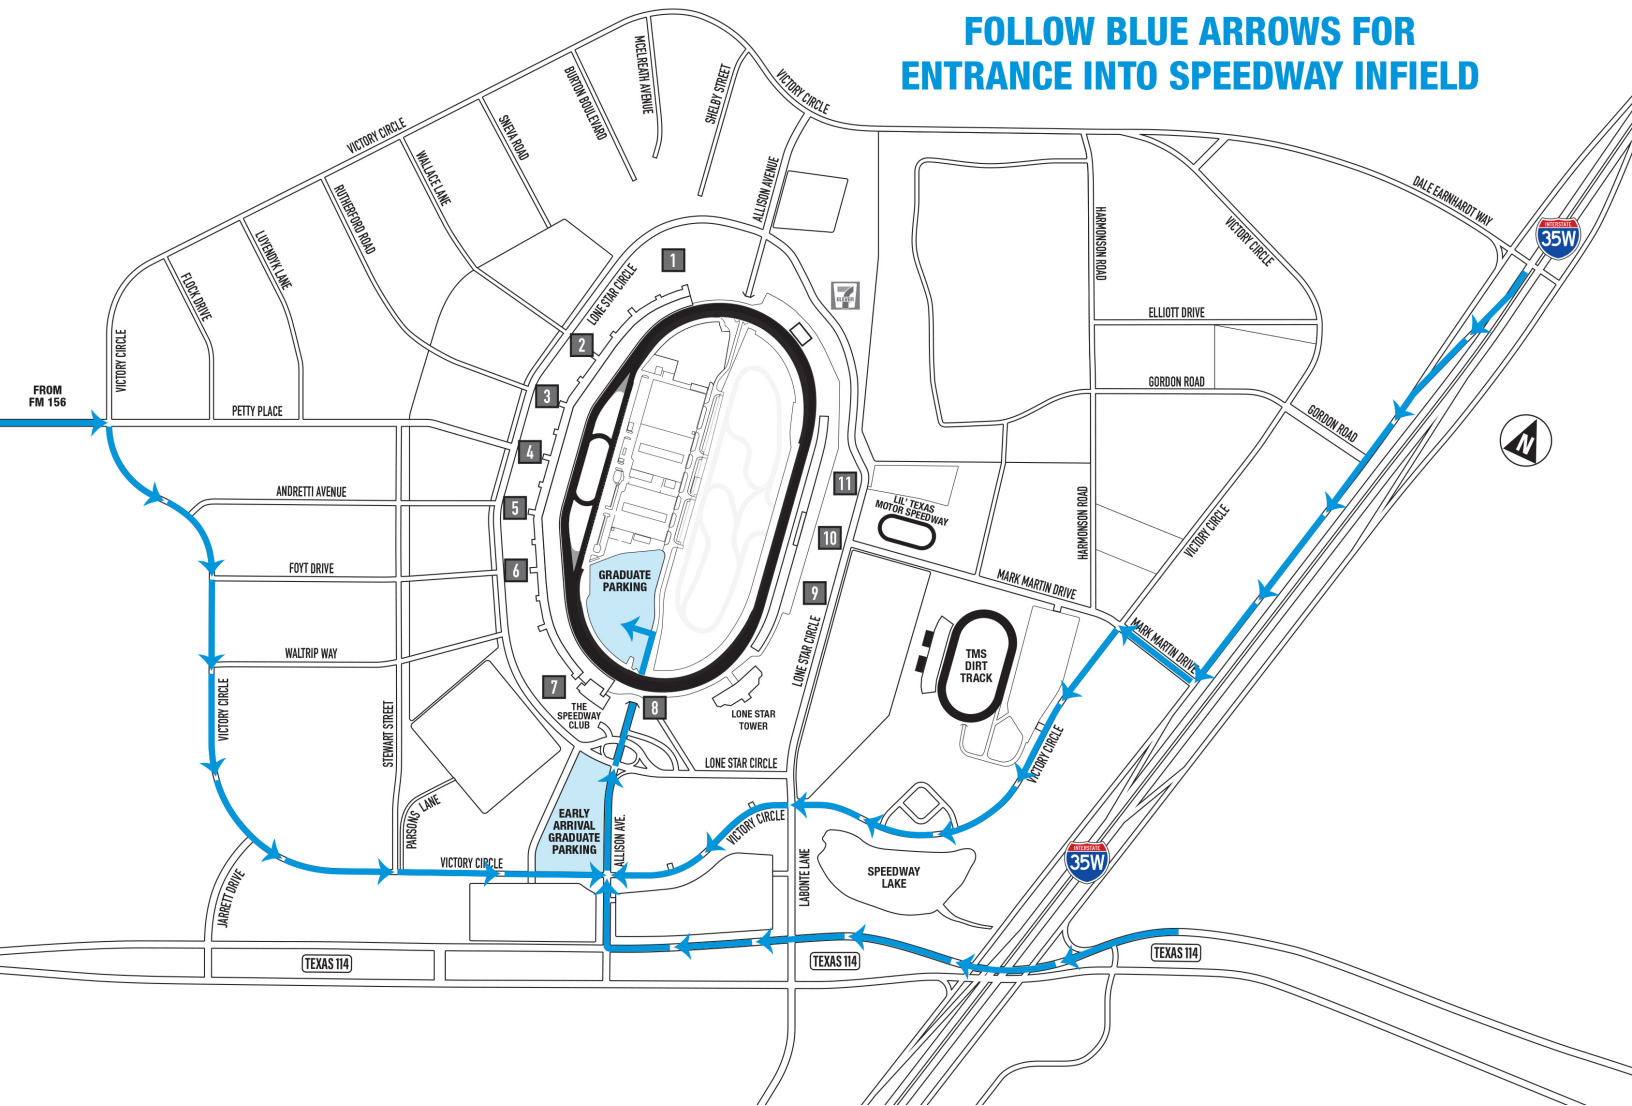 FOLLOW BLUE ARROWS FOR
ENTRANCE INTO SPEEDWAY INFIELD
MCELREATH AVENUE
BURTON BOULEVARD
SHELBY STREET
VICTORY CIRCLE
SNEVA ROAD
VICTORY CIRCLE
WALLACE LANE
RUTHERFORD ROAD
ALLISON AVENUE
DALE EARNHARDT WAY
LUYENDYK LANE
FLOCK DRIVE
HARMONSON ROAD
VICTORY CIRCLE
INTERSTATE
35W
1
LONE STAR CIRCLE
7
ELEVEN
ELLIOTT DRIVE
2
VICTORY CIRCLE
FROM
FM 156
3
GORDON ROAD
PETTY PLACE
GORDON ROAD
N
4
11
ANDRETTI AVENUE
5
LIL' TEXAS
MOTOR SPEEDWAY
HARMONSON ROAD
VICTORY CIRCLE
10
FOYT DRIVE
6
GRADUATE
PARKING
9
MARK MARTIN DRIVE
MARK MARTIN DRIVE
WALTRIP WAY
LONE STAR CIRCLE
TMS
DIRT
TRACK
7
8
VICTORY CIRCLE
STEWART STREET
THE
SPEEDWAY
CLUB
LONE STAR
TOWER
LONE STAR CIRCLE
VICTORY CIRCLE
PARSONS LANE
EARLY
ARRIVAL
GRADUATE
PARKING
ALLISON AVE.
VICTORY CIRCLE
VICTORY CIRCLE
LABONTE LANE
SPEEDWAY
LAKE
INTERSTATE
35W
JARRETT DRIVE
TEXAS 114
TEXAS 114
TEXAS 114